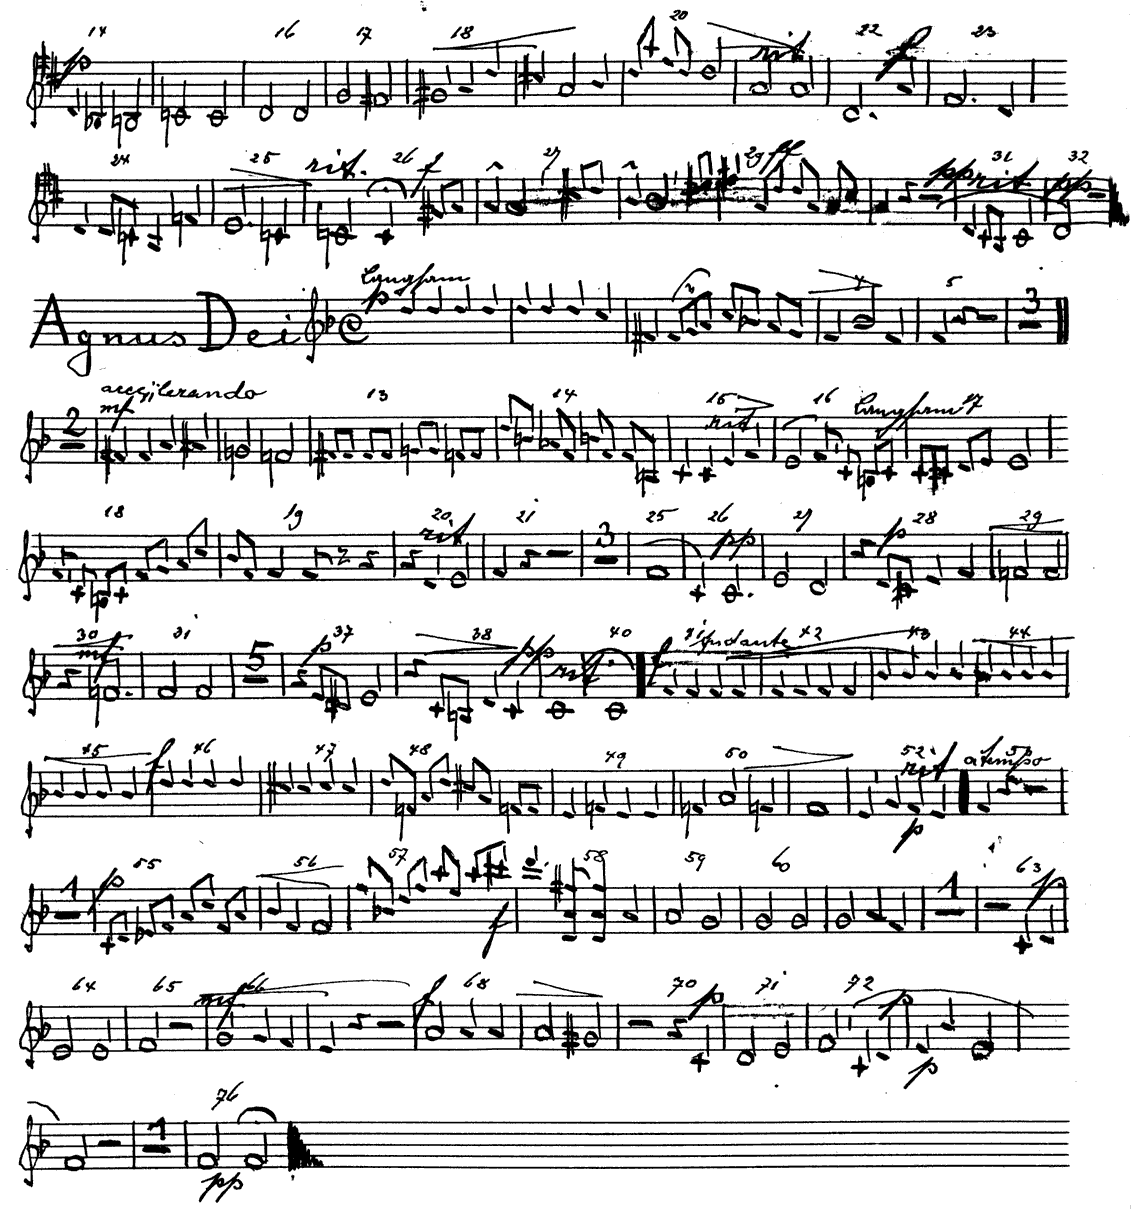 p 14 16 17 18 20 rit 22 f 23
24 25 rit. 26 f 27 29 ff pp rit 31 32 pp
Langsam
Agnus Dei p 3 4 5 3
accelerando
2 mf 13 14 15 rit 16 Langsam 17
18 19 20 rit 21 3 25 26 pp 27 p 28 29
30 mf 31 5 p 37 38 pp rit. 40 f 41 Andante 42 43 44
45 f 46 47 48 49 50 52 rit p a tempo 53
1 p 55 56 57 f 58 59 60 1 63 p
64 65 mf 66 f 68 70 p 71 72 p p
1 76 pp